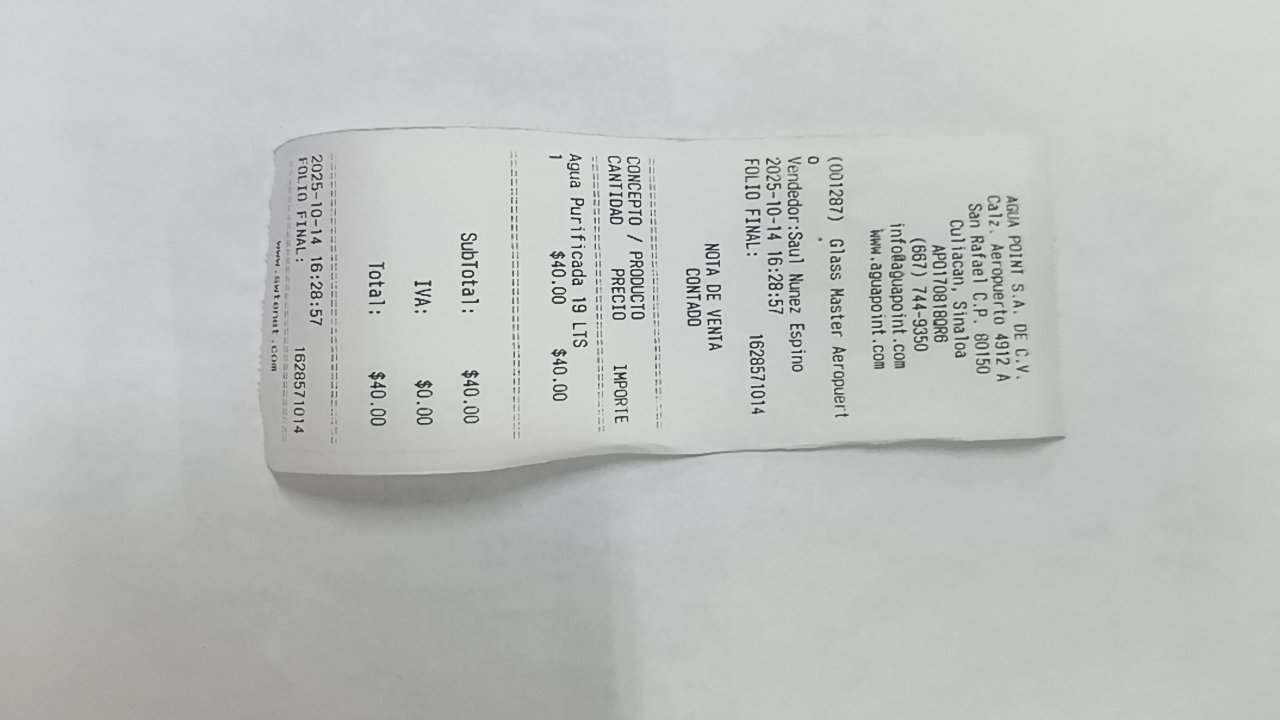 AGUA POINT S.A. DE C.V.
Calz. Aeropuerto 4912 A
San Rafael C.P. 80150
Culiacan, Sinaloa
APO170818QR6
(667) 744-9350
info@aguapoint.com
www.aguapoint.com
(001287) Glass Master Aeropuert
o
Vendedor:Saul Nunez Espino
2025-10-14 16:28:57
FOLIO FINAL: 1628571014
NOTA DE VENTA
CONTADO
CONCEPTO / PRODUCTO
CANTIDAD PRECIO IMPORTE
Agua Purificada 19 LTS
1 $40.00 $40.00
SubTotal: $40.00
IVA: $0.00
Total: $40.00
2025-10-14 16:28:57
FOLIO FINAL: 1628571014